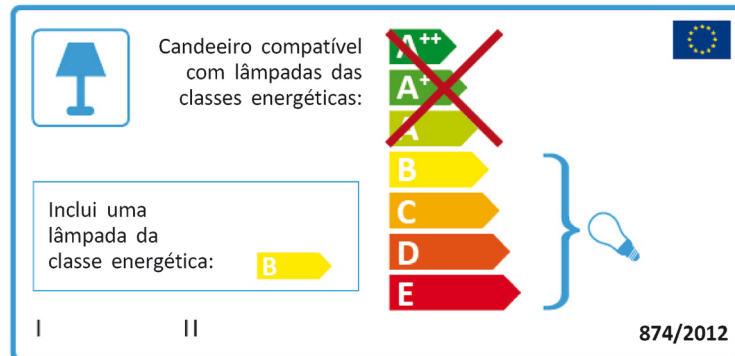 Candeeiro compatível
com lâmpadas das
classes energéticas:
A++
A+
A
B
C
D
E
Inclui uma
lâmpada da
classe energética:
B
I II
874/2012